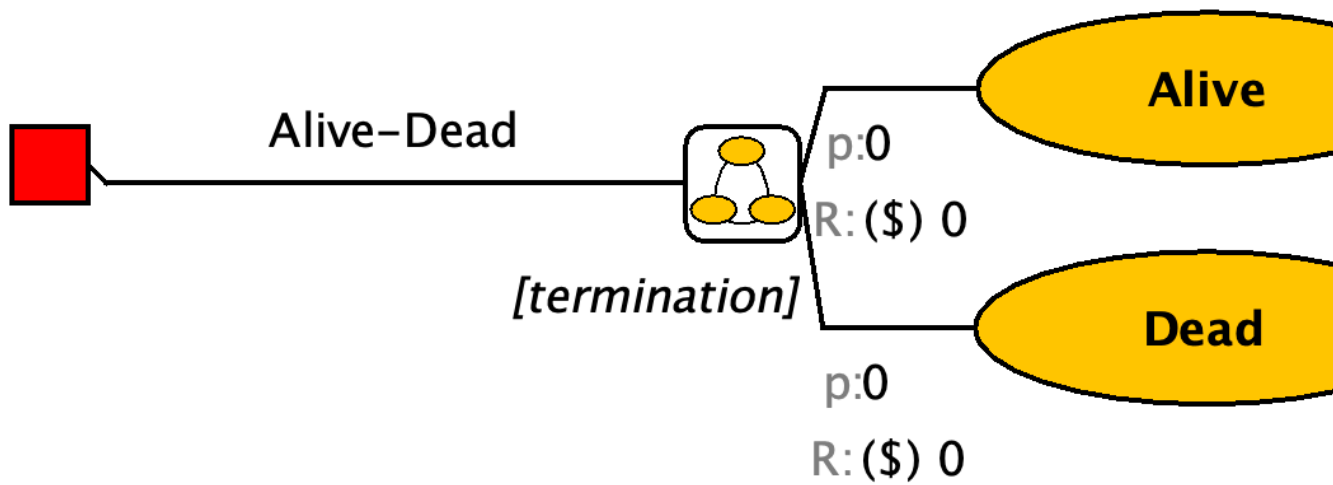 Alive
Alive–Dead
p:0
R: ($) 0
[termination]
Dead
p:0
R: ($) 0